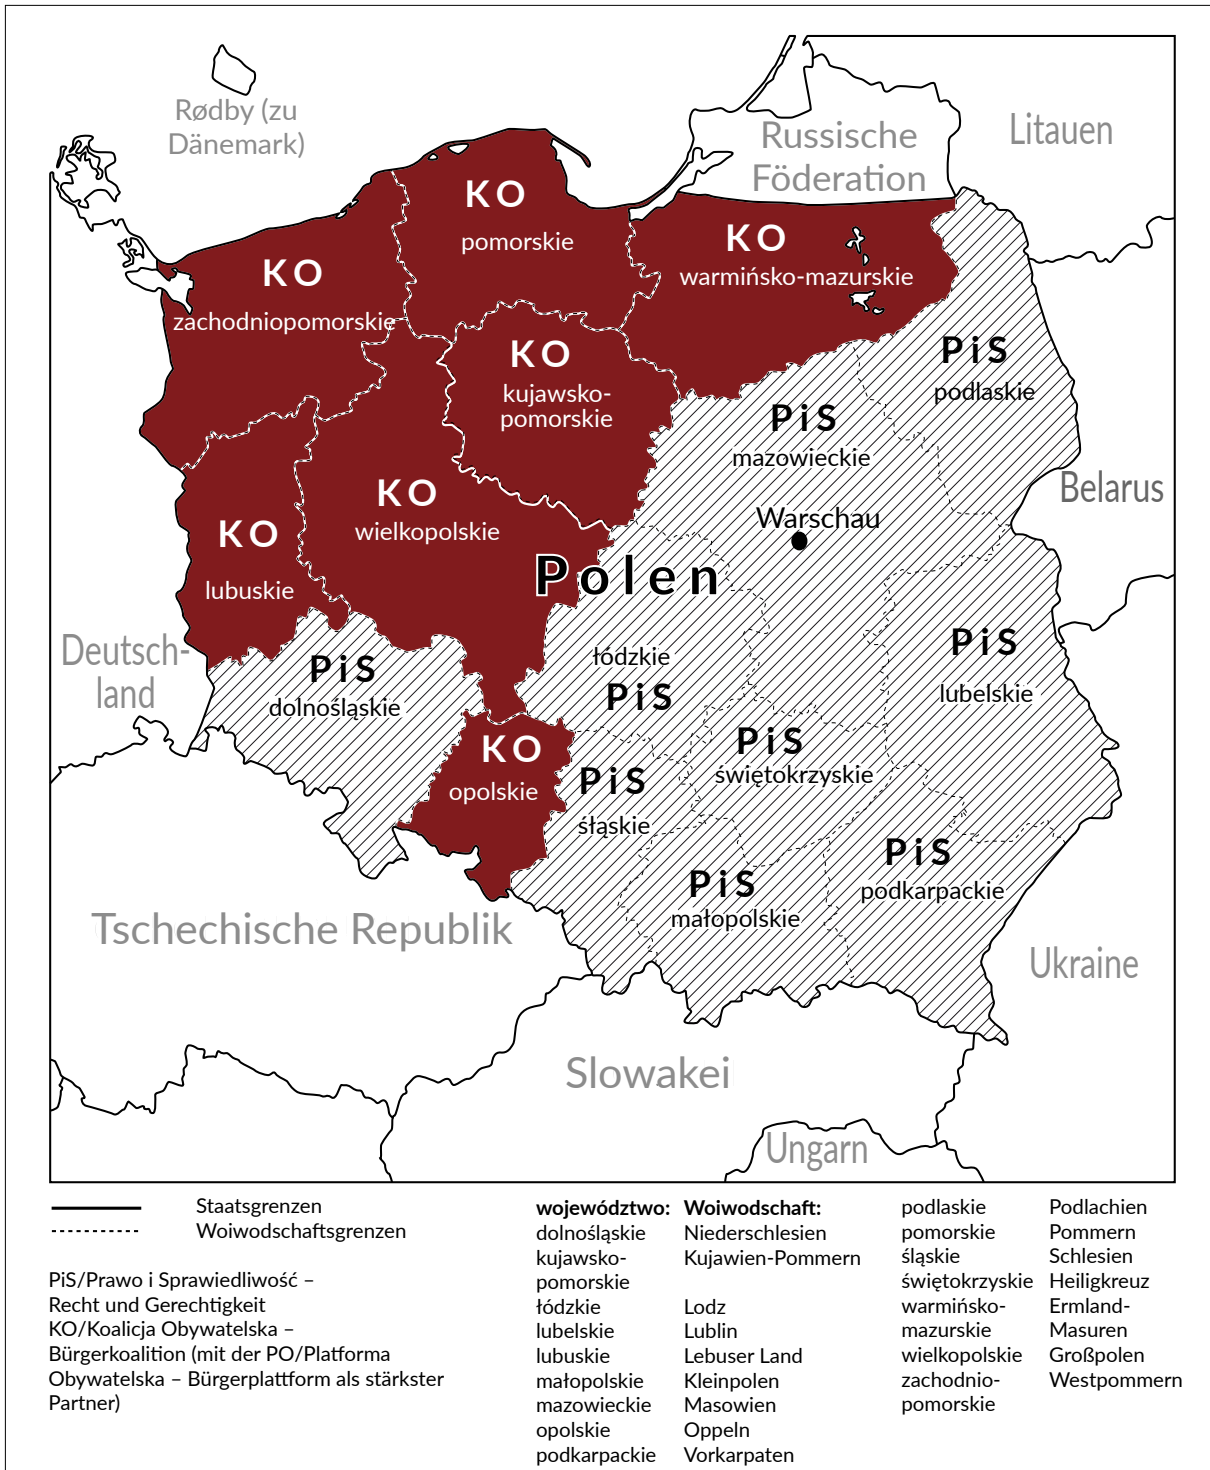 Rødby (zu
Dänemark)
Russische
Föderation
Litauen
KO
pomorskie
KO
warmińsko-mazurskie
KO
zachodniopomorskie
KO
kujawsko-
pomorskie
PiS
podlaskie
PiS
mazowieckie
Belarus
KO
wielkopolskie
Warschau
KO
lubuskie
Polen
Deutsch-
land
PiS
dolnośląskie
łódzkie
PiS
PiS
lubelskie
KO
opolskie
PiS
śląskie
PiS
świętokrzyskie
PiS
podkarpackie
PiS
małopolskie
Tschechische Republik
Ukraine
Slowakei
Ungarn
Staatsgrenzen
Woiwodschaftsgrenzen
PiS/Prawo i Sprawiedliwość –
Recht und Gerechtigkeit
KO/Koalicja Obywatelska –
Bürgerkoalition (mit der PO/Platforma
Obywatelska – Bürgerplattform als stärkster
Partner)
województwo: Woiwodschaft:
dolnośląskie Niederschlesien
kujawsko- Kujawien-Pommern
pomorskie
łódzkie Lodz
lubelskie Lublin
lubuskie Lebuser Land
małopolskie Kleinpolen
mazowieckie Masowien
opolskie Oppeln
podkarpackie Vorkarpaten
podlaskie Podlachien
pomorskie Pommern
śląskie Schlesien
świętokrzyskie Heiligkreuz
warmińsko- Ermland-
mazurskie Masuren
wielkopolskie Großpolen
zachodnio- Westpommern
pomorskie